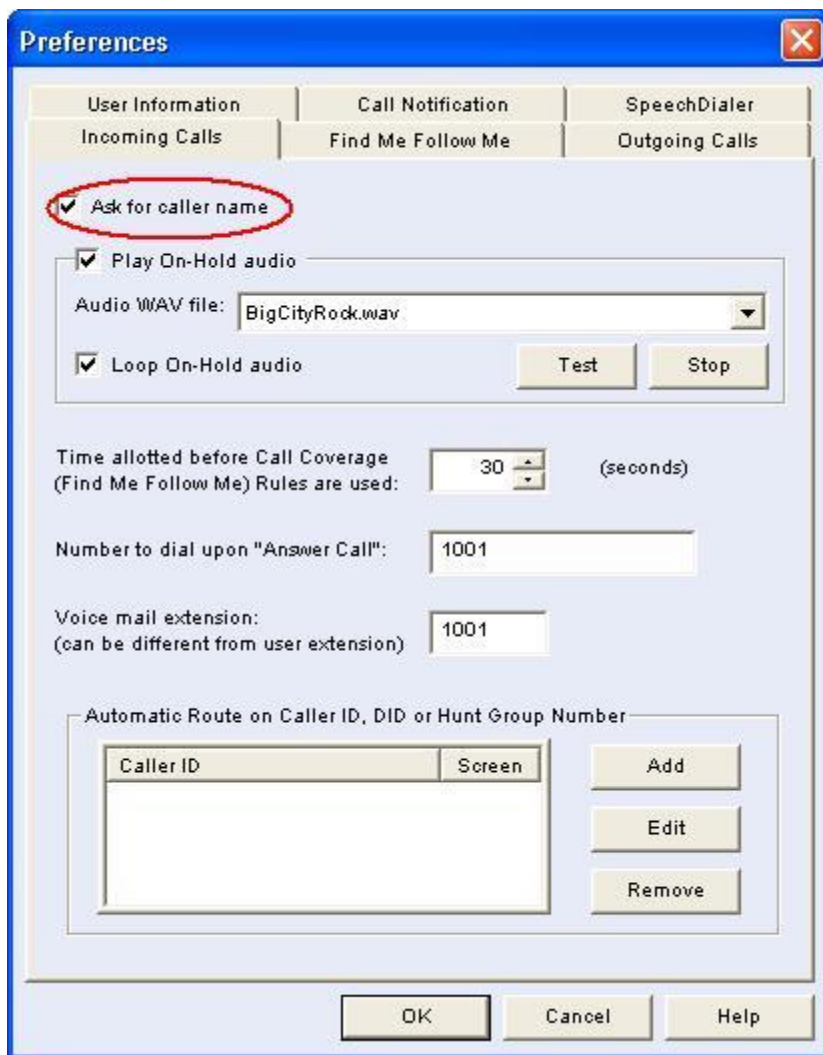 Preferences
User Information Call Notification SpeechDialer
Incoming Calls Find Me Follow Me Outgoing Calls
Ask for caller name
Play On-Hold audio
Audio WAV file: BigCityRock.wav
Loop On-Hold audio Test Stop
Time allotted before Call Coverage
(Find Me Follow Me) Rules are used: 30 (seconds)
Number to dial upon "Answer Call": 1001
Voice mail extension:
(can be different from user extension) 1001
Automatic Route on Caller ID, DID or Hunt Group Number
Caller ID Screen Add
Edit
Remove
OK Cancel Help